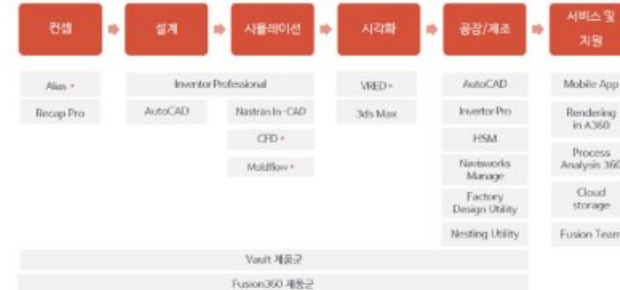 컨셉
설계
시뮬레이션
시각화
공장/제조
서비스 및
지원
Alias *
Inventor Professional
VRED *
AutoCAD
Mobile App
Recap Pro
AutoCAD
Nastran In-CAD
3ds Max
Inventor Pro
Rendering
in A360
CFD *
HSM
Process
Analysis 360
Moldflow *
Navisworks
Manage
Cloud
storage
Factory
Design Utility
Nesting Utility
Fusion Team
Vault 제품군
Fusion360 제품군